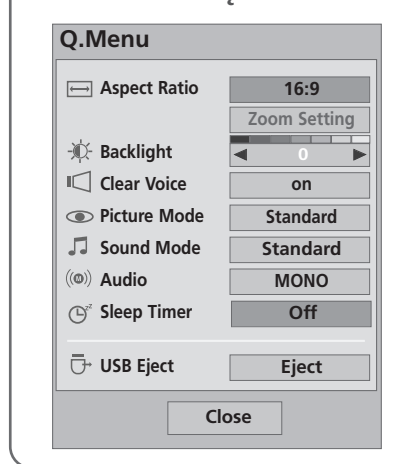 Q.Menu
Aspect Ratio 16:9
Zoom Setting
Backlight 0
Clear Voice on
Picture Mode Standard
Sound Mode Standard
Audio MONO
Sleep Timer Off
USB Eject Eject
Close